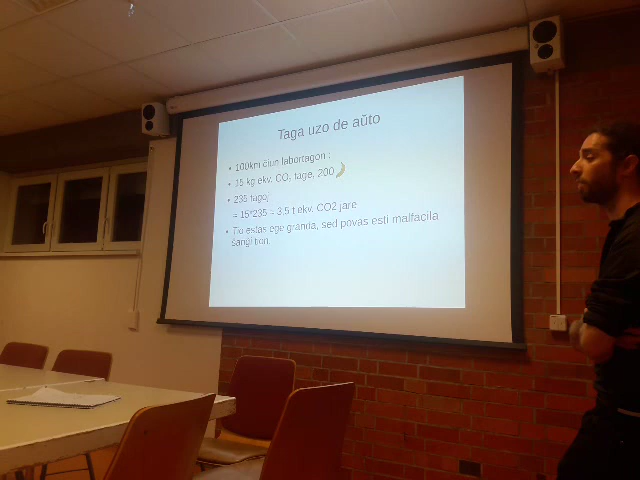 Taga uzo de aŭto
• 100km ĉiun labortagon :
• 15 kg ekv. CO₂ tage, 200🍌
• 235 tagoj
= 15*235 = 3,5 t ekv. CO2 jare
• Tio estas ege granda, sed povas esti malfacila
ŝanĝi tion.